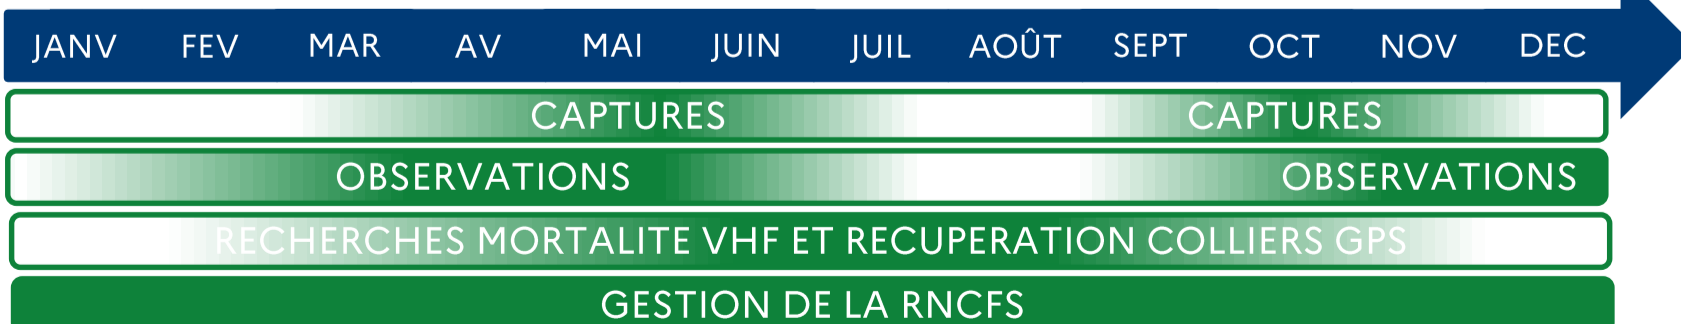 JANV FEV MAR AV MAI JUIN JUIL AOÛT SEPT OCT NOV DEC
CAPTURES CAPTURES
OBSERVATIONS OBSERVATIONS
RECHERCHES MORTALITE VHF ET RECUPERATION COLLIERS GPS
GESTION DE LA RNCFS